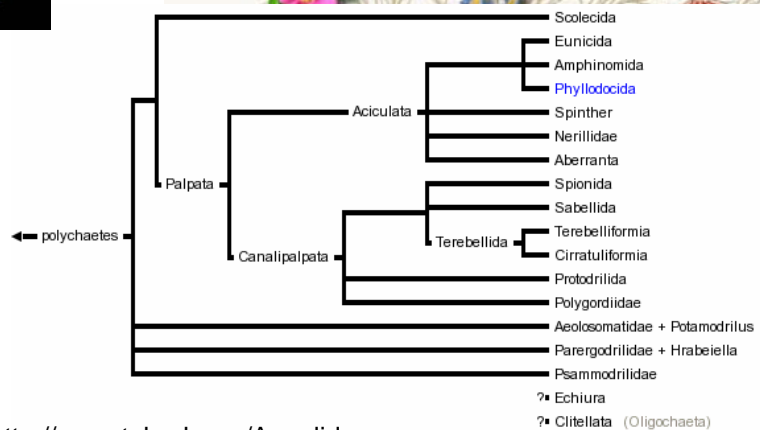 Scolecida
Eunicida
Amphinomida
Phyllodocida
Aciculata
Spinther
Nerillidae
Aberranta
Palpata
Spionida
Sabellida
Terebelliformia
polychaetes
Terebellida
Canalipalpata
Cirratuliformia
Protodrilida
Polygordiidae
Aeolosomatidae + Potamodrilus
Parergodrilidae + Hrabeiella
Psammodrilidae
? Echiura
? Clitellata (Oligochaeta)